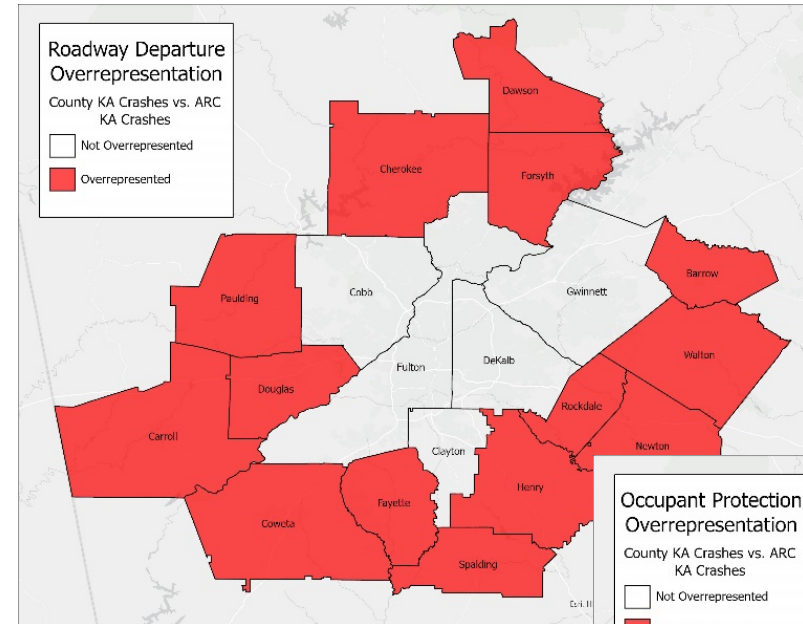 Roadway Departure
Overrepresentation
County KA Crashes vs. ARC
KA Crashes
Not Overrepresented
Overrepresented
Dawson
Cherokee
Forsyth
Barrow
Paulding
Cobb
Gwinnett
Walton
Fulton
DeKalb
Douglas
Rockdale
Carroll
Clayton
Newton
Henry
Fayette
Coweta
Spalding
Occupant Protection
Overrepresentation
County KA Crashes vs. ARC
KA Crashes
Not Overrepresented